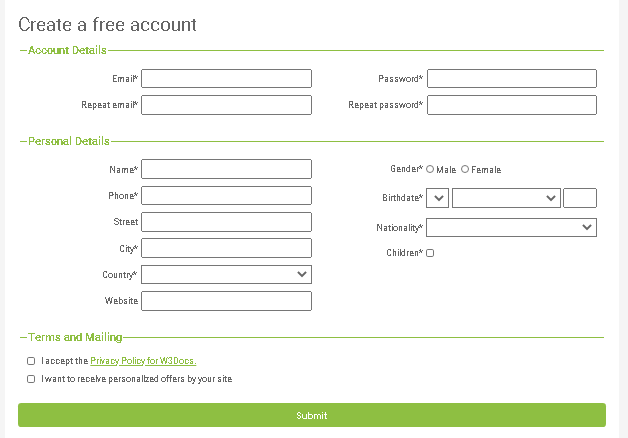 Create a free account
Account Details
Email* Password*
Repeat email* Repeat password*
Personal Details
Name* Gender* Male Female
Phone* Birthdate*
Street
City* Nationality*
Country* Children*
Website
Terms and Mailing
I accept the Privacy Policy for W3Docs.
I want to receive personalized offers by your site
Submit